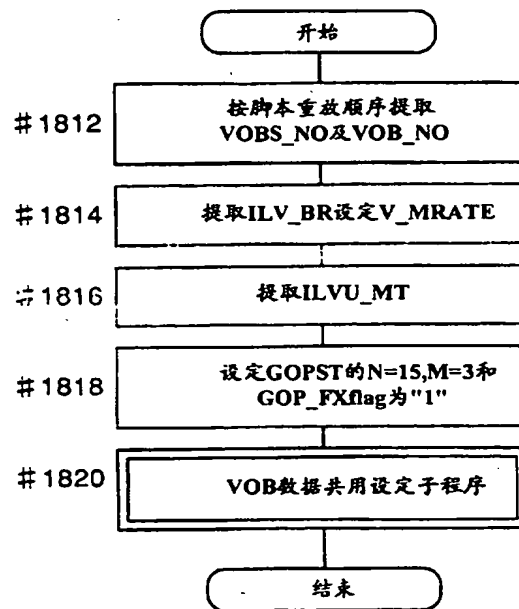 开始
#1812
按脚本重放顺序提取
VOBS_NO及VOB_NO
#1814
提取ILV_BR设定V_MRATE
#1816
提取ILVU_MT
#1818
设定GOPST的N=15,M=3和
GOP_FXflag为"1"
#1820
VOB数据共用设定子程序
结束